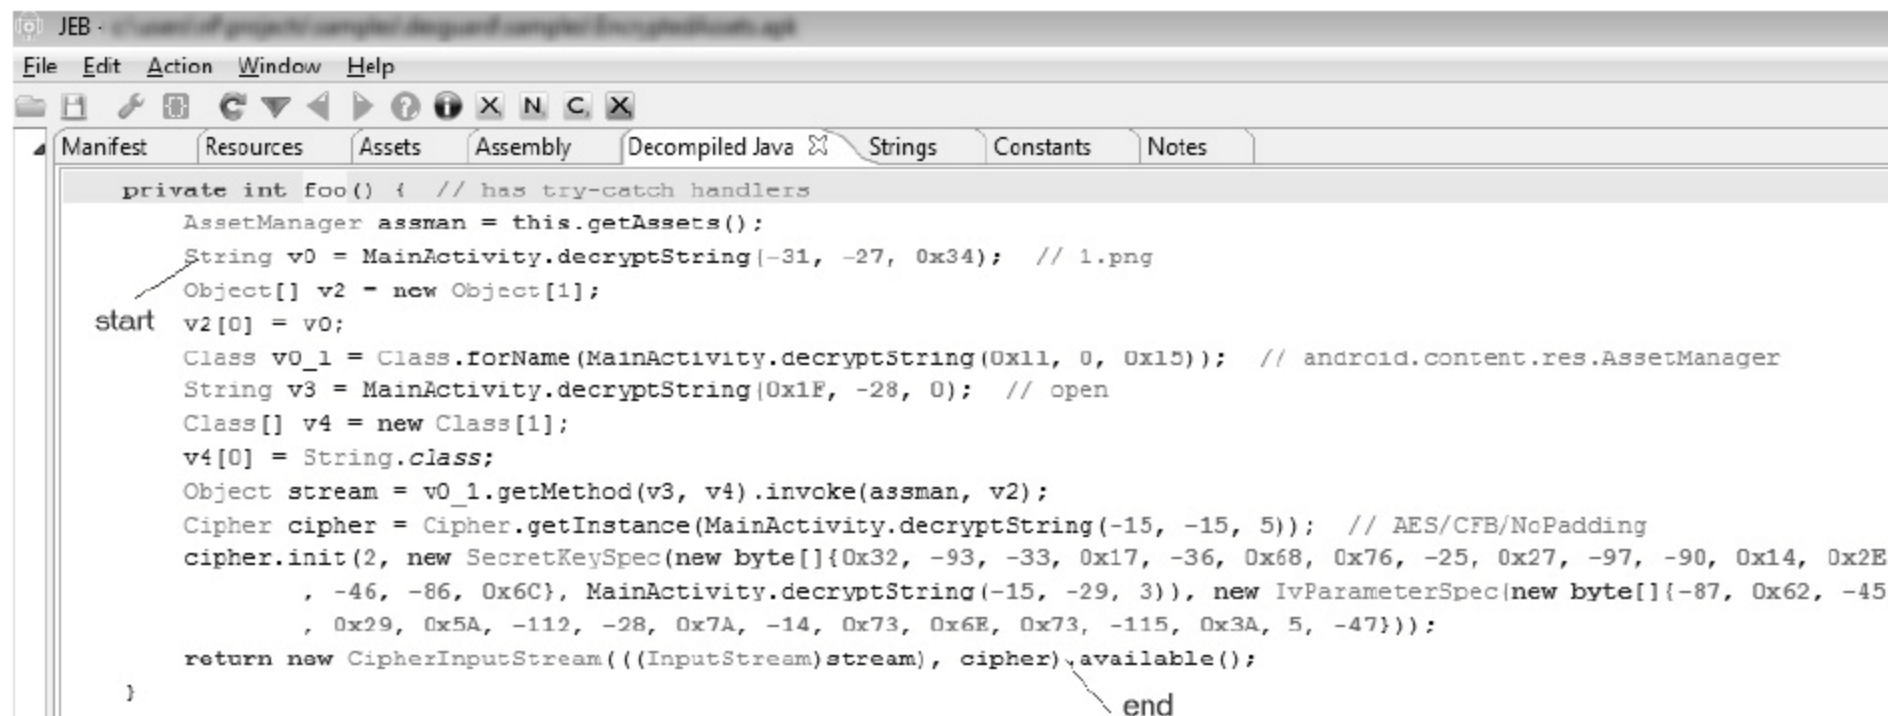 JEB -
File Edit Action Window Help
X N C X
Manifest Resources Assets Assembly Decompiled Java Strings Constants Notes
private int foo() { // has try-catch handlers
AssetManager assman = this.getAssets();
String v0 = MainActivity.decryptString(-31, -27, 0x34); // 1.png
Object[] v2 = new Object[1];
start
v2[0] = v0;
Class v0_1 = Class.forName(MainActivity.decryptString(0x11, 0, 0x15)); // android.content.res.AssetManager
String v3 = MainActivity.decryptString(0x1F, -28, 0); // open
Class[] v4 = new Class[1];
v4[0] = String.class;
Object stream = v0_1.getMethod(v3, v4).invoke(assman, v2);
Cipher cipher = Cipher.getInstance(MainActivity.decryptString(-15, -15, 5)); // AES/CFB/NoPadding
cipher.init(2, new SecretKeySpec(new byte[]{0x32, -93, -33, 0x17, -36, 0x68, 0x76, -25, 0x27, -97, -90, 0x14, 0x2E
, -46, -86, 0x6C}, MainActivity.decryptString(-15, -29, 3)), new IvParameterSpec(new byte[]{-87, 0x62, -45
, 0x29, 0x5A, -112, -28, 0x7A, -14, 0x73, 0x6E, 0x73, -115, 0x3A, 5, -47}));
return new CipherInputStream(((InputStream)stream), cipher).available();
}
end